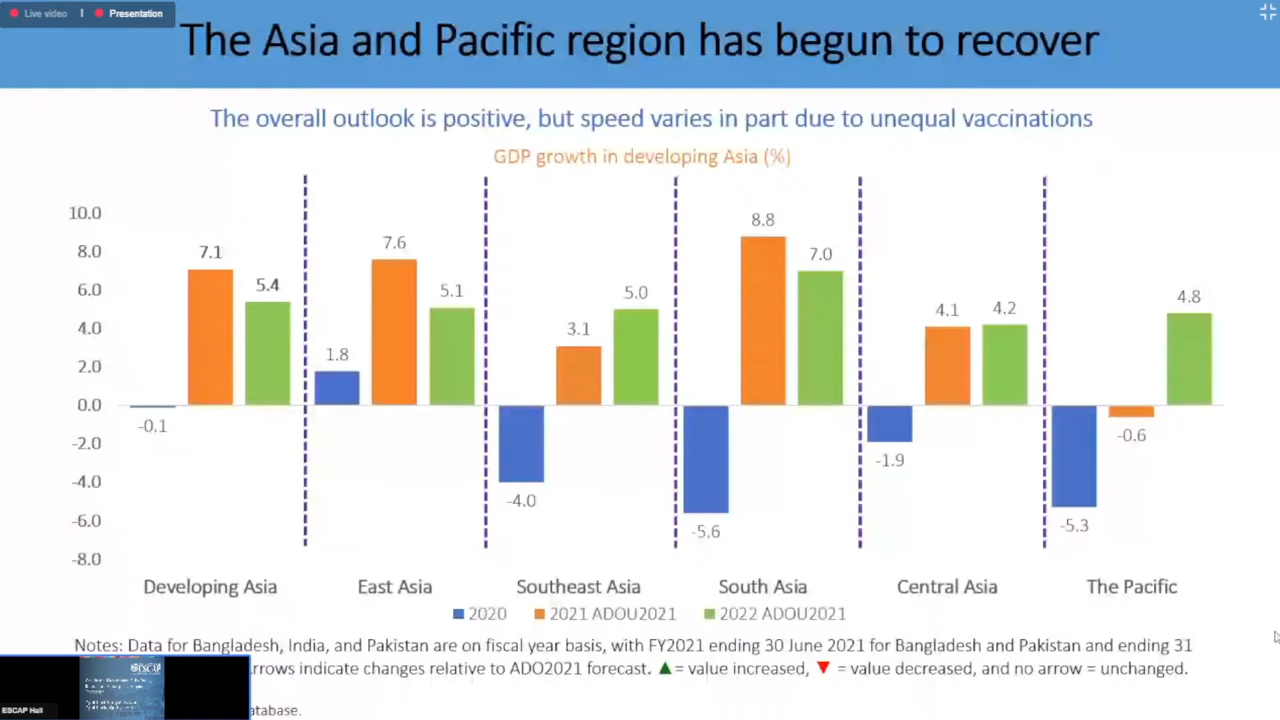 Live video | Presentation
The Asia and Pacific region has begun to recover
The overall outlook is positive, but speed varies in part due to unequal vaccinations
GDP growth in developing Asia (%)
10.0
8.0
6.0
4.0
2.0
0.0
-2.0
-4.0
-6.0
-8.0
-0.1
7.1
5.4
1.8
7.6
5.1
-4.0
3.1
5.0
-5.6
8.8
7.0
-1.9
4.1
4.2
-5.3
-0.6
4.8
Developing Asia East Asia Southeast Asia South Asia Central Asia The Pacific
2020 2021 ADOU2021 2022 ADOU2021
Notes: Data for Bangladesh, India, and Pakistan are on fiscal year basis, with FY2021 ending 30 June 2021 for Bangladesh and Pakistan and ending 31
rrows indicate changes relative to ADO2021 forecast. ▲= value increased, ▼ = value decreased, and no arrow = unchanged.
atabase.
ESCAP
ESCAP Hall